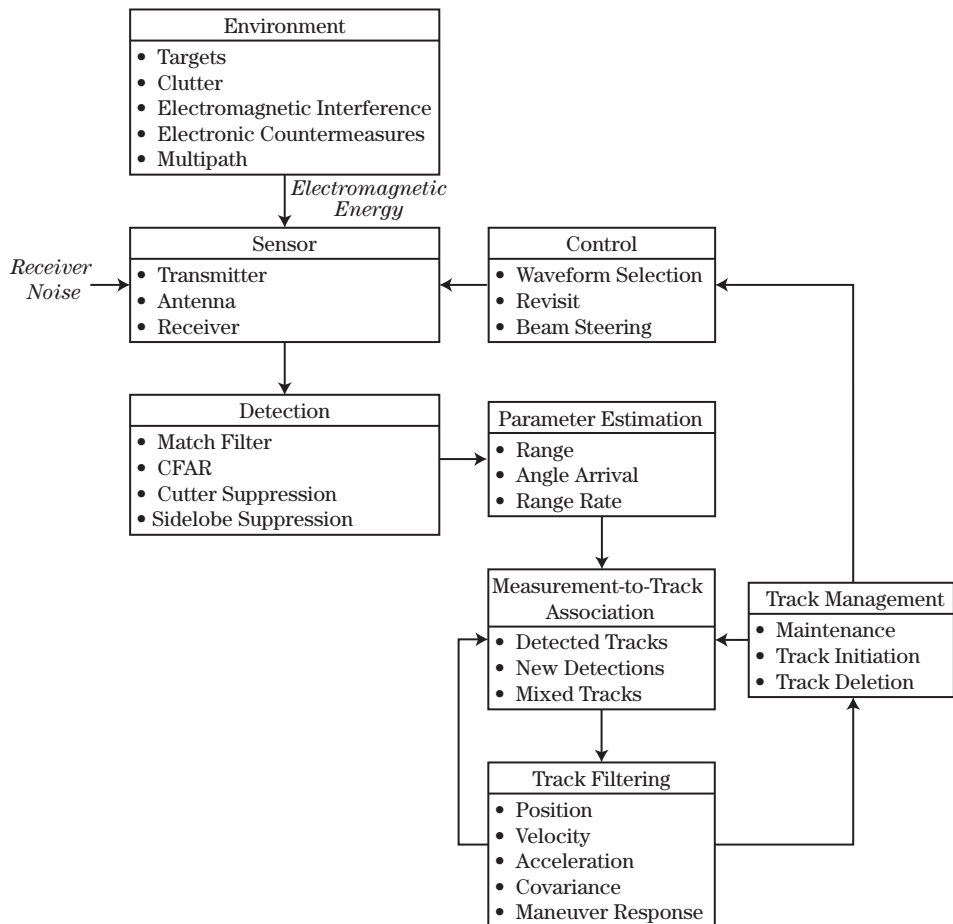 Environment
• Targets
• Clutter
• Electromagnetic Interference
• Electronic Countermeasures
• Multipath
Electromagnetic
Energy
Receiver
Noise
Sensor
• Transmitter
• Antenna
• Receiver
Control
• Waveform Selection
• Revisit
• Beam Steering
Detection
• Match Filter
• CFAR
• Cutter Suppression
• Sidelobe Suppression
Parameter Estimation
• Range
• Angle Arrival
• Range Rate
Measurement-to-Track
Association
• Detected Tracks
• New Detections
• Mixed Tracks
Track Management
• Maintenance
• Track Initiation
• Track Deletion
Track Filtering
• Position
• Velocity
• Acceleration
• Covariance
• Maneuver Response